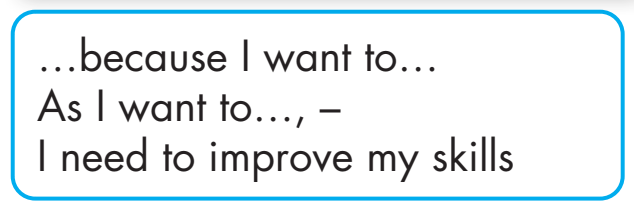 …because I want to…
As I want to…, –
I need to improve my skills